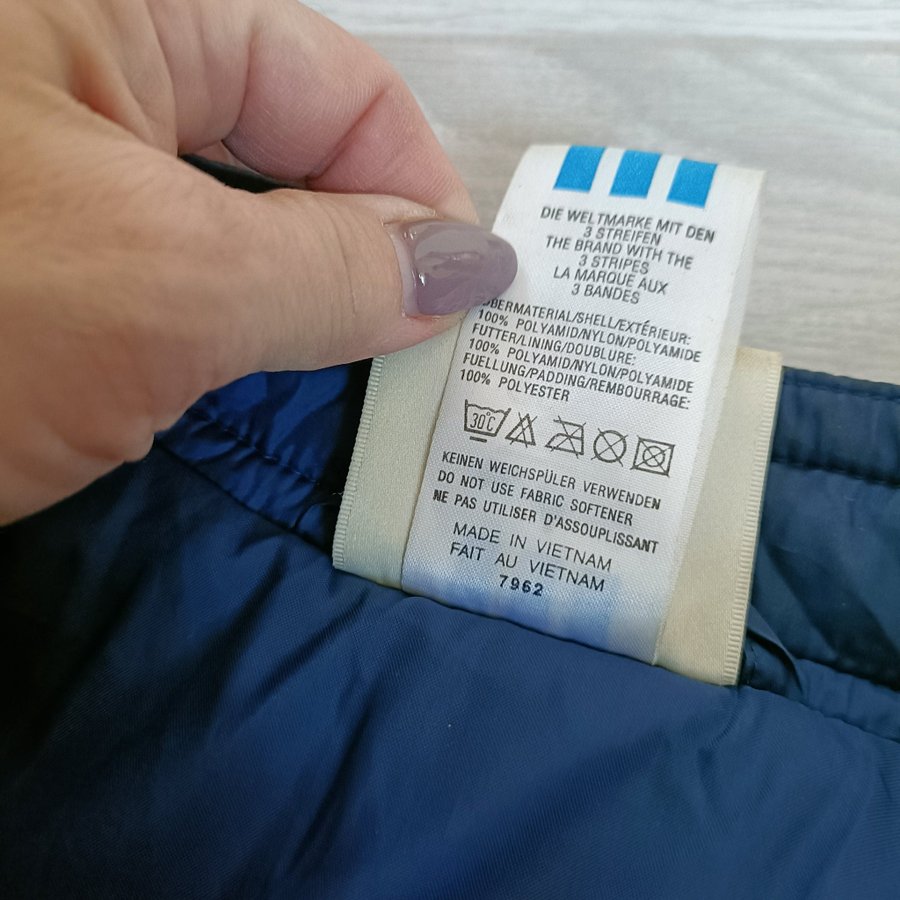 DIE WELTMARKE MIT DEN
3 STREIFEN
THE BRAND WITH THE
3 STRIPES
LA MARQUE AUX
3 BANDES
OBERMATERIAL/SHELL/EXTÉRIEUR:
100% POLYAMID/NYLON/POLYAMIDE
FUTTER/LINING/DOUBLURE:
100% POLYAMID/NYLON/POLYAMIDE
FUELLUNG/PADDING/REMBOURRAGE:
100% POLYESTER
30°C
KEINEN WEICHSPÜLER VERWENDEN
DO NOT USE FABRIC SOFTENER
NE PAS UTILISER D'ASSOUPLISSANT
MADE IN VIETNAM
FAIT AU VIETNAM
7962